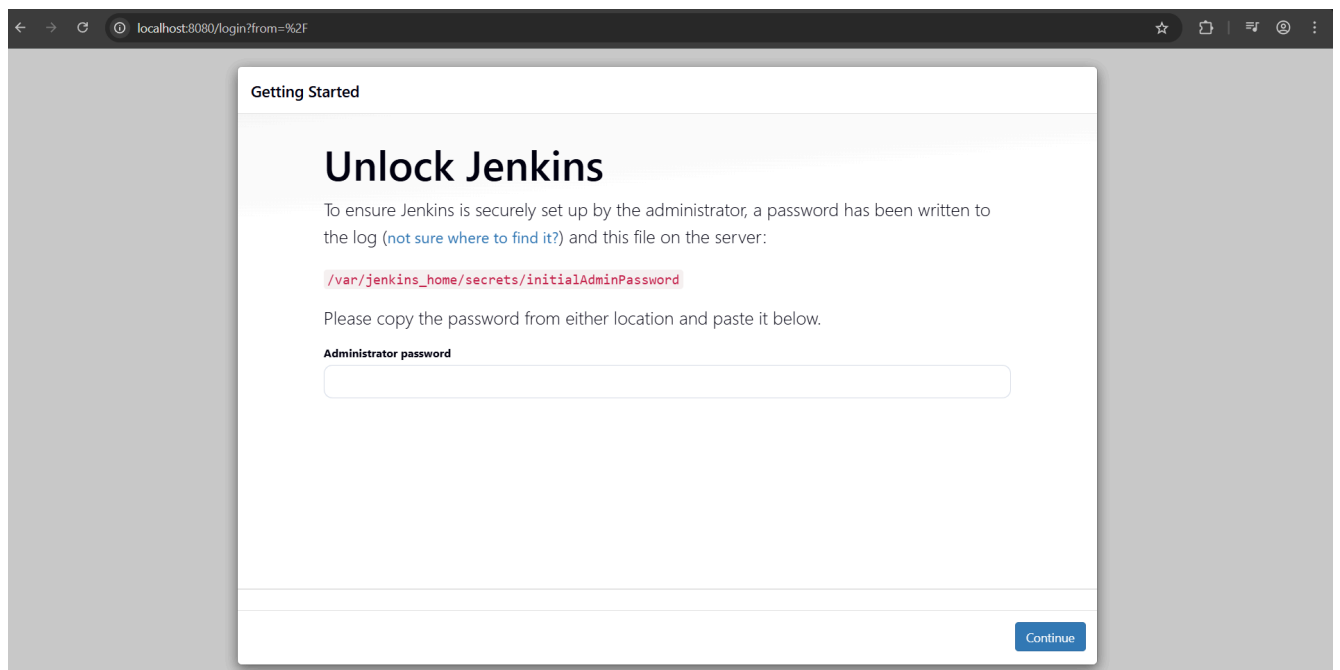 localhost:8080/login?from=%2F
Getting Started
Unlock Jenkins
To ensure Jenkins is securely set up by the administrator, a password has been written to
the log (not sure where to find it?) and this file on the server:
/var/jenkins_home/secrets/initialAdminPassword
Please copy the password from either location and paste it below.
Administrator password
Continue